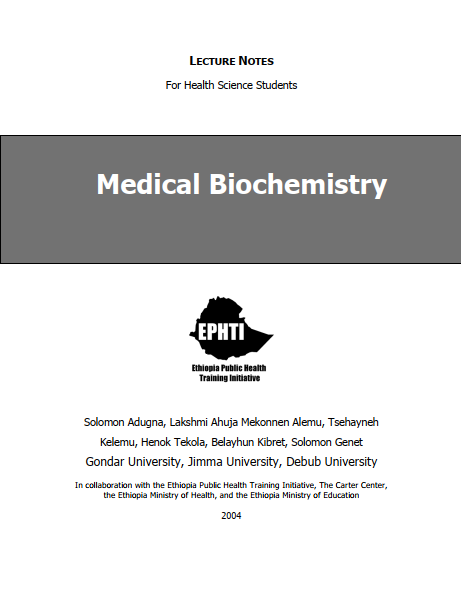 LECTURE NOTES
For Health Science Students
Medical Biochemistry
EPHTI
Ethiopia Public Health
Training Initiative
Solomon Adugna, Lakshmi Ahuja Mekonnen Alemu, Tsehayneh
Kelemu, Henok Tekola, Belayhun Kibret, Solomon Genet
Gondar University, Jimma University, Debub University
In collaboration with the Ethiopia Public Health Training Initiative, The Carter Center,
the Ethiopia Ministry of Health, and the Ethiopia Ministry of Education
2004